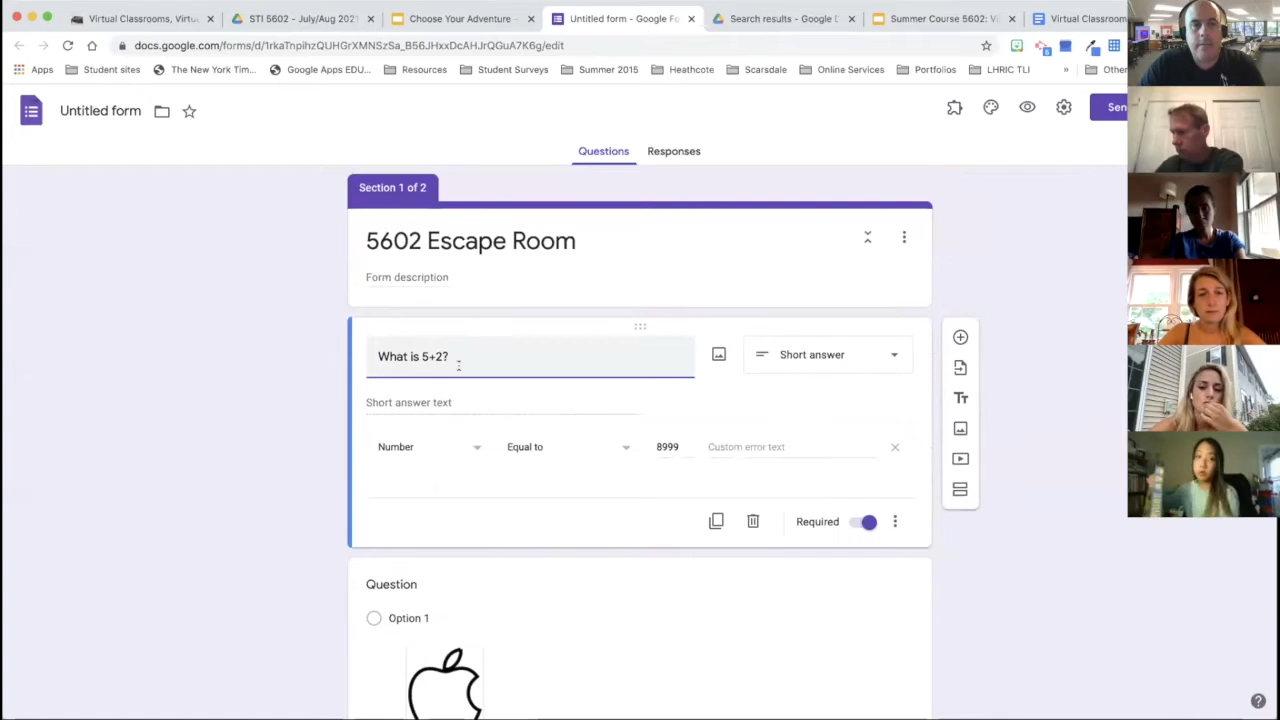 Virtual Classrooms, Virtu
STI 5602 - July/Aug 2021
Choose Your Adventure -
Untitled form - Google Fo
Search results - Google D
Summer Course 5602: Vi
Virtual Classroom
docs.google.com/forms/d/1rkaTnpihzQUHGrXMNSzSa_B56JHxxDcAHJrQGuA7K6g/edit
Apps
Student sites
The New York Tim...
Google Apps EDU...
Resources
Student Surveys
Summer 2015
Heathcote
Scarsdale
Online Services
Portfolios
LHRIC TLI
»
Other
Untitled form
Sen
Questions
Responses
Section 1 of 2
5602 Escape Room
Form description
What is 5+2?
Short answer
Short answer text
Number
Equal to
8999
Custom error text
Required
Question
Option 1